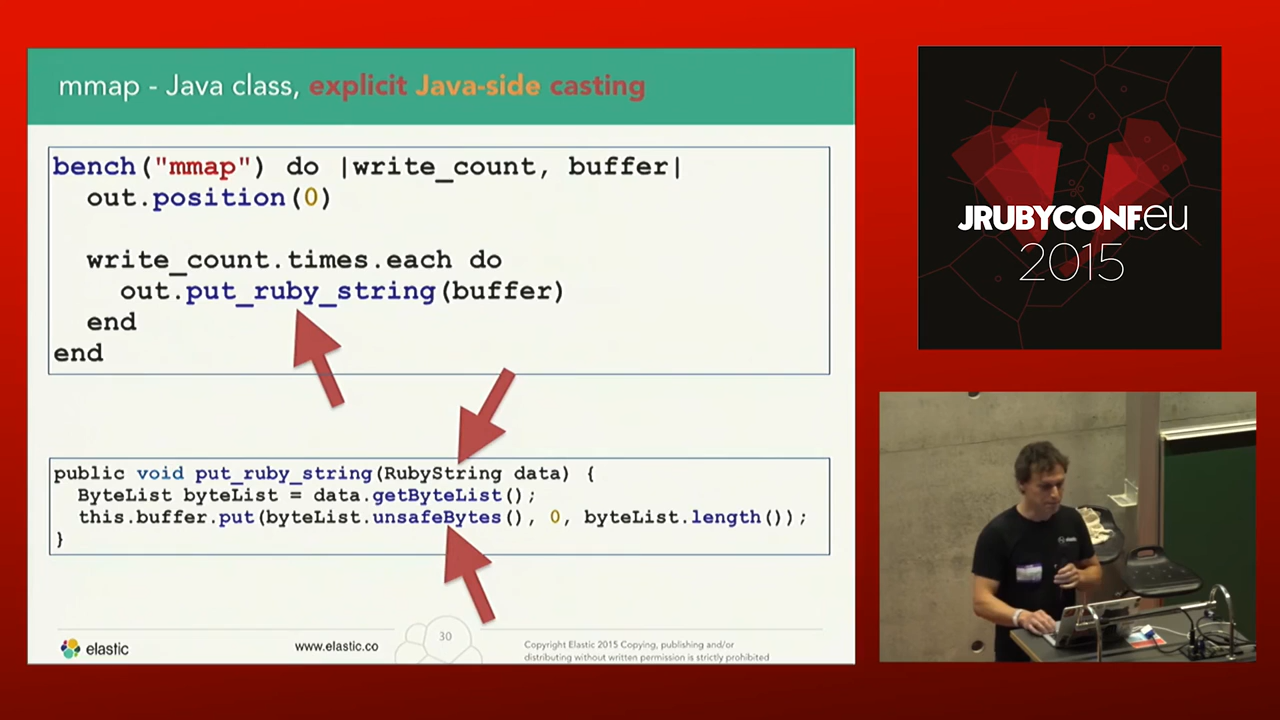 mmap - Java class, explicit Java-side casting
bench("mmap") do |write_count, buffer|
out.position(0)
write_count.times.each do
out.put_ruby_string(buffer)
end
end
public void put_ruby_string(RubyString data) {
ByteList byteList = data.getByteList();
this.buffer.put(byteList.unsafeBytes(), 0, byteList.length());
}
elastic
www.elastic.co
30
Copyright Elastic 2015 Copying, publishing and/or
distributing without written permission is strictly prohibited
JRUBYCONF.eu
2015